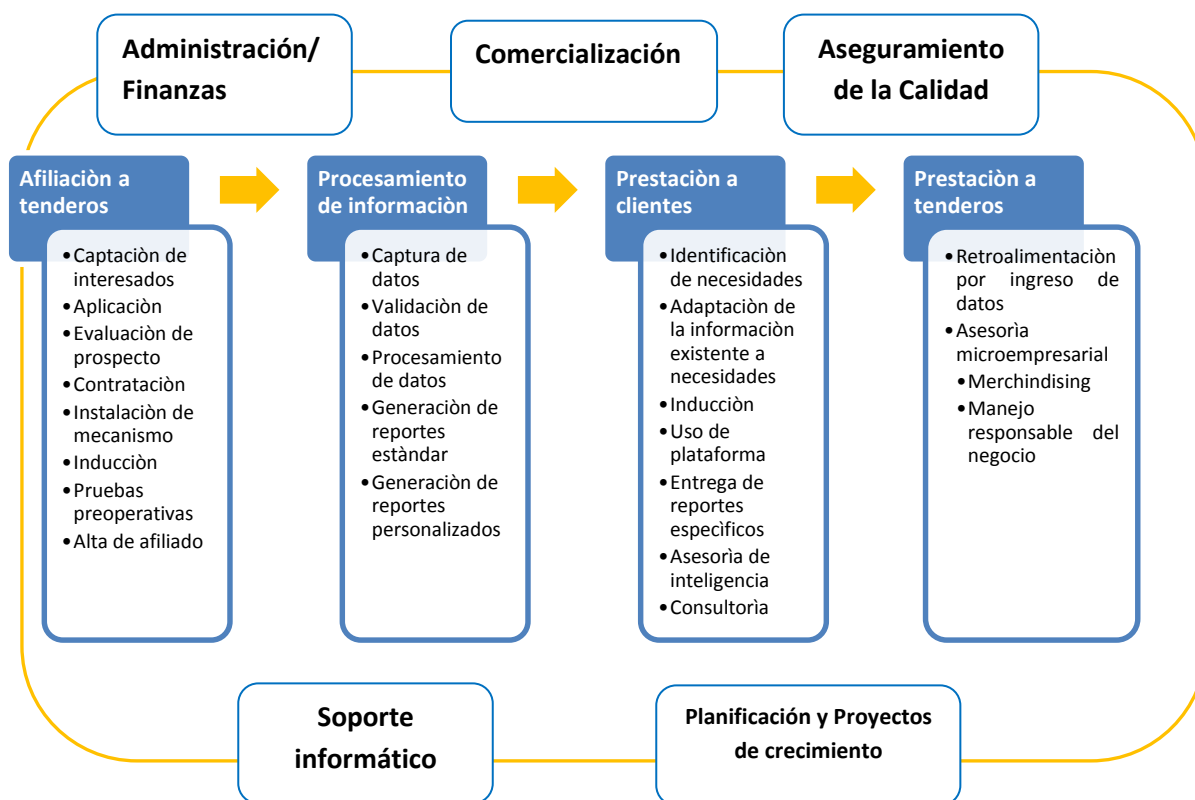 Administración/
Finanzas
Comercialización
Aseguramiento
de la Calidad
Afiliaciòn a
tenderos
•Captaciòn de
interesados
•Aplicaciòn
•Evaluaciòn de
prospecto
•Contrataciòn
•Instalaciòn de
mecanismo
•Inducciòn
•Pruebas
preoperativas
•Alta de afiliado
Procesamiento
de informaciòn
•Captura de
datos
•Validaciòn de
datos
•Procesamiento
de datos
•Generaciòn de
reportes
estàndar
•Generaciòn de
reportes
personalizados
Prestaciòn a
clientes
•Identificaciòn
de necesidades
•Adaptaciòn de
la informaciòn
existente a
necesidades
•Inducciòn
•Uso de
plataforma
•Entrega de
reportes
especìficos
•Asesorìa de
inteligencia
•Consultorìa
Prestaciòn a
tenderos
•Retroalimentaciòn
por ingreso de
datos
•Asesorìa
microempresarial
•Merchindising
•Manejo
responsable del
negocio
Soporte
informático
Planificación y Proyectos
de crecimiento